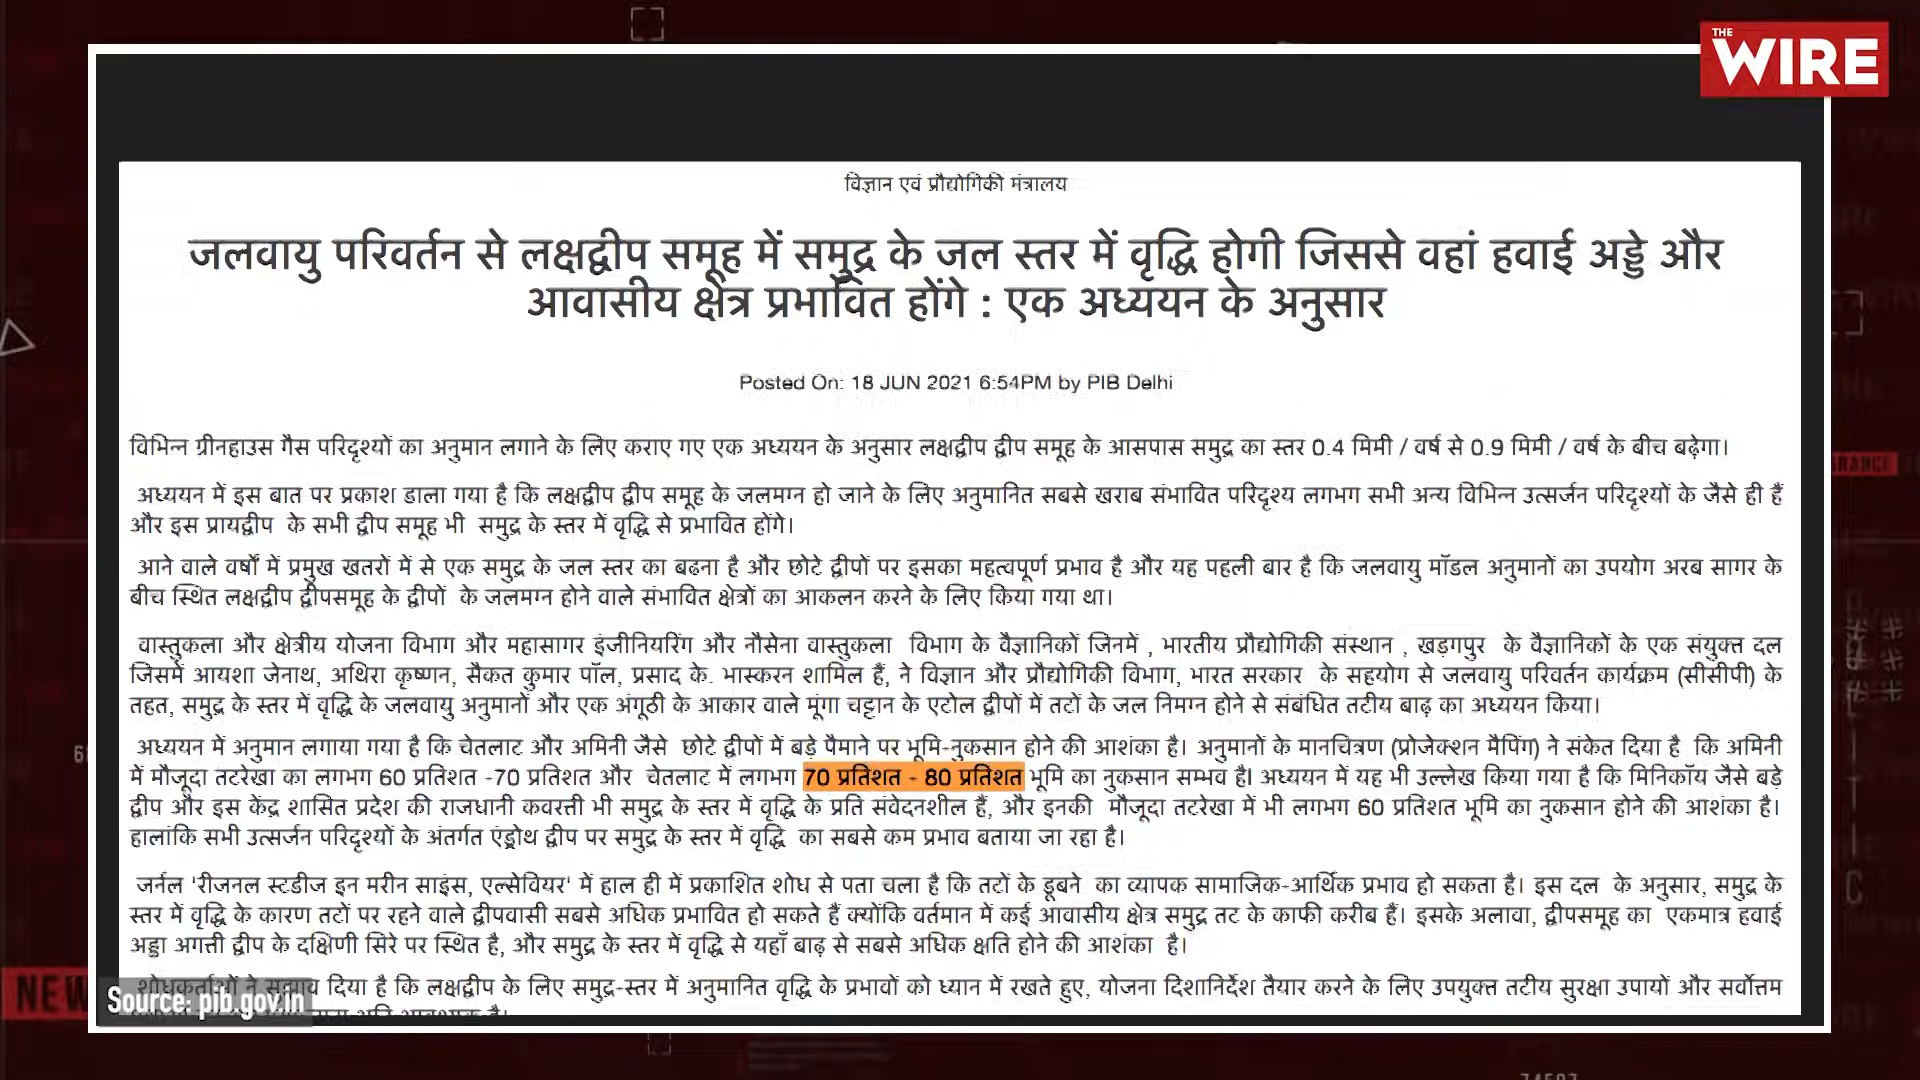 THE
WIRE
विज्ञान एवं प्रौद्योगिकी मंत्रालय
जलवायु परिवर्तन से लक्षद्वीप समूह में समुद्र के जल स्तर में वृद्धि होगी जिससे वहां हवाई अड्डे और
आवासीय क्षेत्र प्रभावित होंगे : एक अध्ययन के अनुसार
Posted On: 18 JUN 2021 6:54PM by PIB Delhi
विभिन्न ग्रीनहाउस गैस परिदृश्यों का अनुमान लगाने के लिए कराए गए एक अध्ययन के अनुसार लक्षद्वीप द्वीप समूह के आसपास समुद्र का स्तर 0.4 मिमी / वर्ष से 0.9 मिमी / वर्ष के बीच बढ़ेगा।
अध्ययन में इस बात पर प्रकाश डाला गया है कि लक्षद्वीप द्वीप समूह के जलमग्न हो जाने के लिए अनुमानित सबसे खराब संभावित परिदृश्य लगभग सभी अन्य विभिन्न उत्सर्जन परिदृश्यों के जैसे ही हैं
और इस प्रायद्वीप के सभी द्वीप समूह भी समुद्र के स्तर में वृद्धि से प्रभावित होंगे।
आने वाले वर्षों में प्रमुख खतरों में से एक समुद्र के जल स्तर का बढना है और छोटे द्वीपों पर इसका महत्वपूर्ण प्रभाव है और यह पहली बार है कि जलवायु मॉडल अनुमानों का उपयोग अरब सागर के
बीच स्थित लक्षद्वीप द्वीपसमूह के द्वीपों के जलमग्न होने वाले संभावित क्षेत्रों का आकलन करने के लिए किया गया था।
वास्तुकला और क्षेत्रीय योजना विभाग और महासागर इंजीनियरिंग और नौसेना वास्तुकला विभाग के वैज्ञानिकों जिनमें , भारतीय प्रौद्योगिकी संस्थान , खड़गपुर के वैज्ञानिकों के एक संयुक्त दल
जिसमें आयशा जेनाथ, अथिरा कृष्णन, सैकत कुमार पॉल, प्रसाद के. भास्करन शामिल हैं, ने विज्ञान और प्रौद्योगिकी विभाग, भारत सरकार के सहयोग से जलवायु परिवर्तन कार्यक्रम (सीसीपी) के
तहत, समुद्र के स्तर में वृद्धि के जलवायु अनुमानों और एक अंगूठी के आकार वाले मूंगा चट्टान के एटोल द्वीपों में तटों के जल निमग्न होने से संबंधित तटीय बाढ़ का अध्ययन किया।
अध्ययन में अनुमान लगाया गया है कि चेतलाट और अमिनी जैसे छोटे द्वीपों में बड़े पैमाने पर भूमि-नुकसान होने की आशंका है। अनुमानों के मानचित्रण (प्रोजेक्शन मैपिंग) ने संकेत दिया है कि अमिनी
में मौजूदा तटरेखा का लगभग 60 प्रतिशत -70 प्रतिशत और चेतलाट में लगभग 70 प्रतिशत - 80 प्रतिशत भूमि का नुकसान सम्भव है। अध्ययन में यह भी उल्लेख किया गया है कि मिनिकॉय जैसे बड़े
द्वीप और इस केंद्र शासित प्रदेश की राजधानी कवरत्ती भी समुद्र के स्तर में वृद्धि के प्रति संवेदनशील हैं, और इनकी मौजूदा तटरेखा में भी लगभग 60 प्रतिशत भूमि का नुकसान होने की आशंका है।
हालांकि सभी उत्सर्जन परिदृश्यों के अंतर्गत एंड्रोथ द्वीप पर समुद्र के स्तर में वृद्धि का सबसे कम प्रभाव बताया जा रहा है।
जर्नल 'रीजनल स्टडीज इन मरीन साइंस, एल्सेवियर' में हाल ही में प्रकाशित शोध से पता चला है कि तटों के डूबने का व्यापक सामाजिक-आर्थिक प्रभाव हो सकता है। इस दल के अनुसार, समुद्र के
स्तर में वृद्धि के कारण तटों पर रहने वाले द्वीपवासी सबसे अधिक प्रभावित हो सकते हैं क्योंकि वर्तमान में कई आवासीय क्षेत्र समुद्र तट के काफी करीब हैं। इसके अलावा, द्वीपसमूह का एकमात्र हवाई
अड्डा अगत्ती द्वीप के दक्षिणी सिरे पर स्थित है, और समुद्र के स्तर में वृद्धि से यहाँ बाढ़ से सबसे अधिक क्षति होने की आशंका है।
शोधकर्ताओं ने सुझाव दिया है कि लक्षद्वीप के लिए समुद्र-स्तर में अनुमानित वृद्धि के प्रभावों को ध्यान में रखते हुए, योजना दिशानिर्देश तैयार करने के लिए उपयुक्त तटीय सुरक्षा उपायों और सर्वोत्तम
Source: pib.gov.in